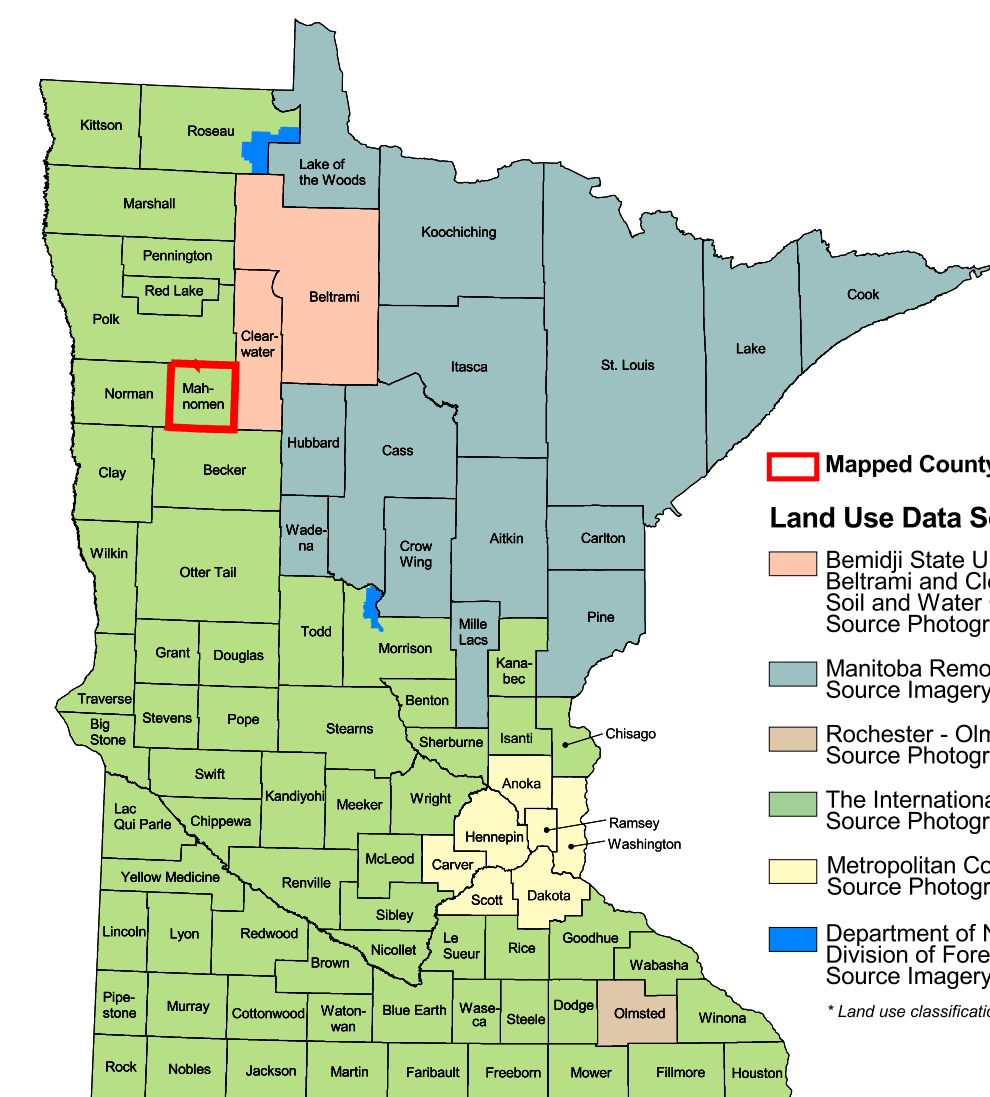 Kittson
Roseau
Lake of
the Woods
Marshall
Koochiching
Pennington
Red Lake
Beltrami
Cook
Polk
Clear-
water
Lake
St. Louis
Itasca
Norman
Mah-
nomen
Hubbard
Cass
Clay
Becker
Wade-
na
Crow
Wing
Aitkin
Carlton
Wilkin
Otter Tail
Pine
Todd
Mille
Lacs
Morrison
Grant
Douglas
Kana-
bec
Traverse
Benton
Stevens
Pope
Big
Stone
Stearns
Sherburne
Isanti
Chisago
Swift
Anoka
Kandiyohi
Meeker
Wright
Lac
Qui Parle
Chippewa
Ramsey
Hennepin
Washington
McLeod
Carver
Yellow Medicine
Renville
Scott
Dakota
Sibley
Lincoln
Lyon
Redwood
Nicollet
Le
Sueur
Rice
Goodhue
Brown
Wabasha
Pipe-
stone
Murray
Cottonwood
Waton-
wan
Blue Earth
Wase-
ca
Steele
Dodge
Olmsted
Winona
Rock
Nobles
Jackson
Martin
Faribault
Freeborn
Mower
Fillmore
Houston
Mapped County
Land Use Data S
Bemidji State U
Beltrami and Cl
Soil and Water
Source Photogr
Manitoba Remo
Source Imagery
Rochester - Olm
Source Photogr
The Internationa
Source Photogr
Metropolitan Co
Source Photogr
Department of N
Division of Fore
Source Imagery
* Land use classificatio